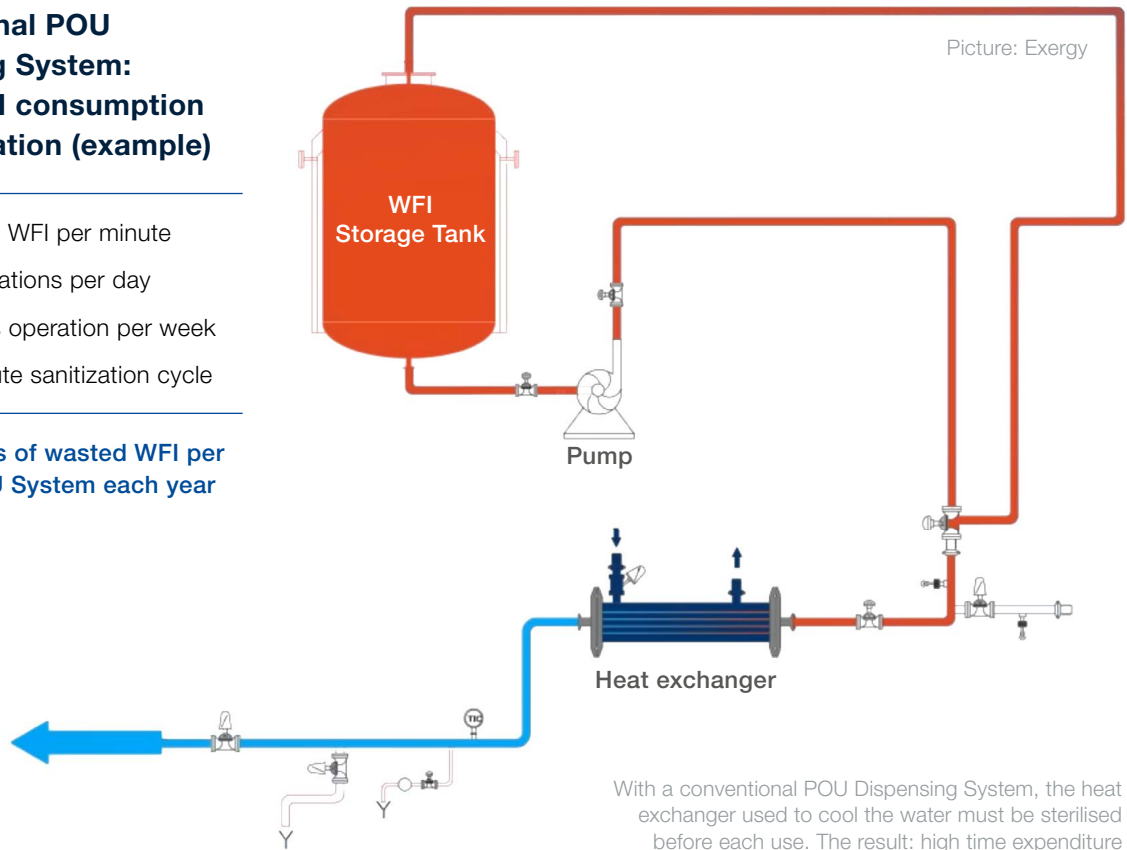 nal POU
g System:
consumption
ation (example)
WFI per minute
ations per day
operation per week
te sanitization cycle
s of wasted WFI per
System each year
Picture: Exergy
WFI
Storage Tank
Pump
Heat exchanger
TIC
Y
Y
With a conventional POU Dispensing System, the heat
exchanger used to cool the water must be sterilised
before each use. The result: high time expenditure